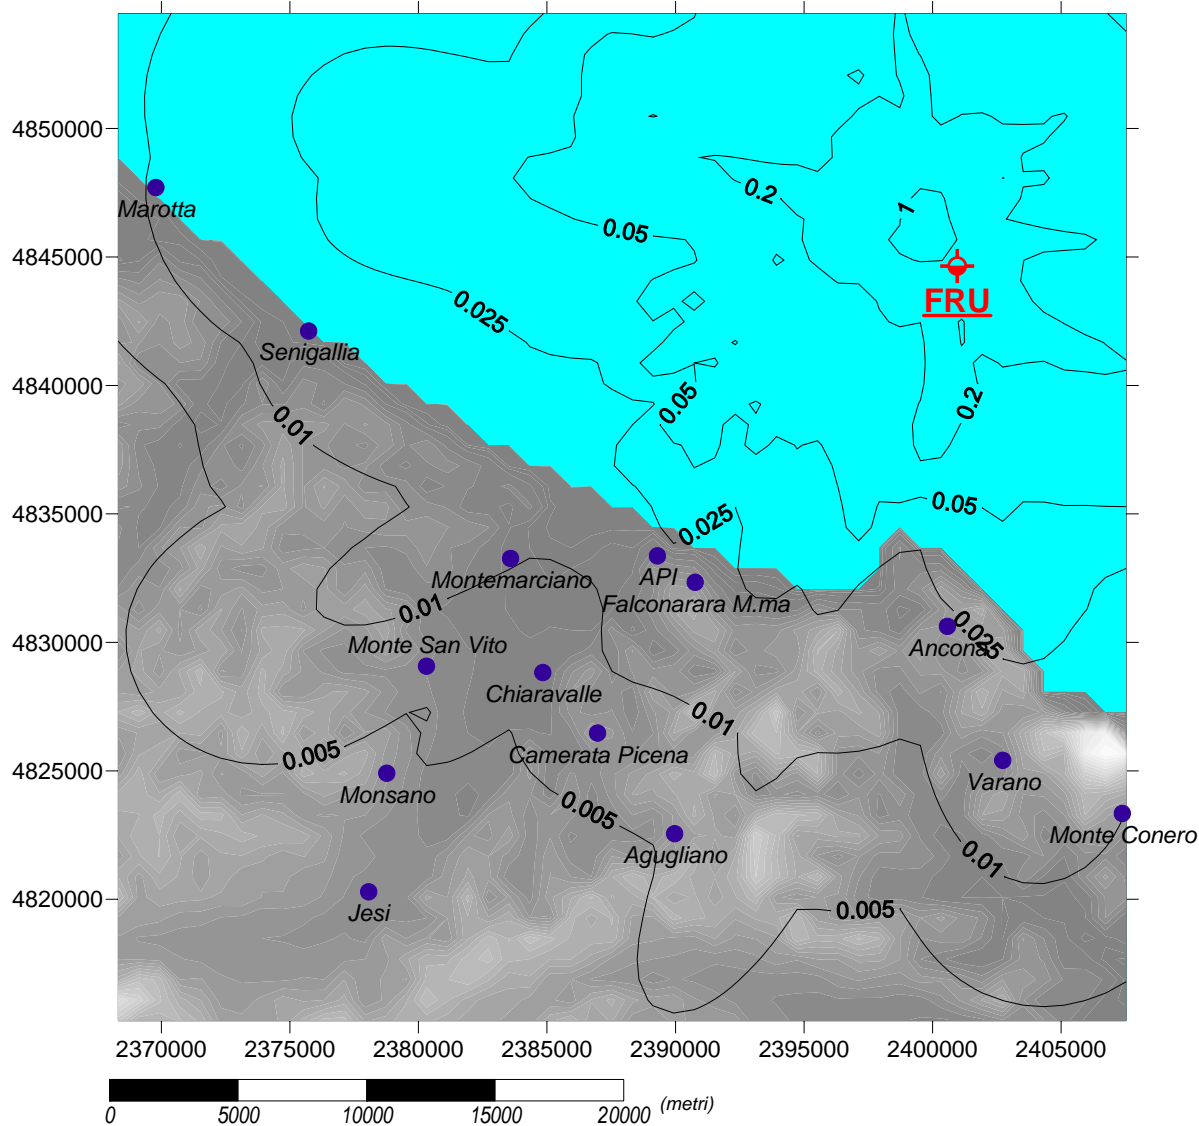 4850000
0.2
1
Marotta
0.05
4845000
FRU
0.025
Senigallia
4840000
0.05
0.2
0.01
4835000
0.05
0.025
Montemarciano
API
Falconarara M.ma
0.01
4830000
Monte San Vito
0.025
Ancona
Chiaravalle
0.01
Camerata Picena
0.005
4825000
Monsano
Varano
0.005
Monte Conero
Agugliano
0.01
4820000
Jesi
0.005
2370000 2375000 2380000 2385000 2390000 2395000 2400000 2405000
0 5000 10000 15000 20000 (metri)